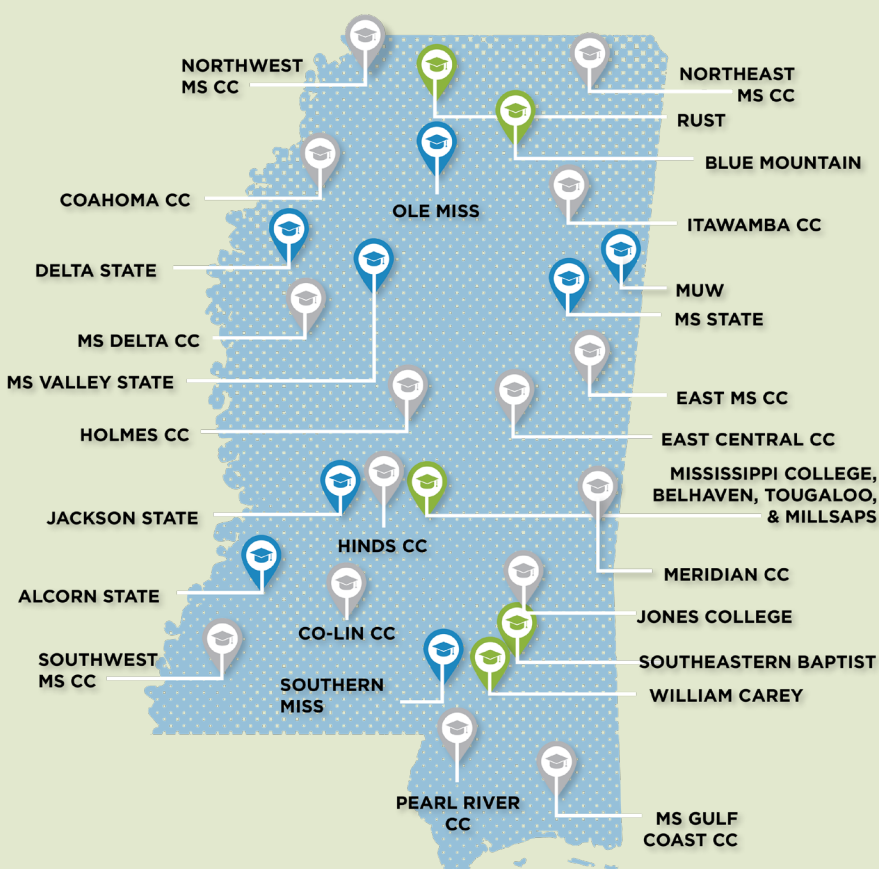 NORTHWEST
MS CC
NORTHEAST
MS CC
RUST
BLUE MOUNTAIN
COAHOMA CC
OLE MISS
ITAWAMBA CC
DELTA STATE
MUW
MS STATE
MS DELTA CC
MS VALLEY STATE
EAST MS CC
HOLMES CC
EAST CENTRAL CC
MISSISSIPPI COLLEGE,
BELHAVEN, TOUGALOO,
& MILLSAPS
JACKSON STATE
HINDS CC
MERIDIAN CC
ALCORN STATE
JONES COLLEGE
CO-LIN CC
SOUTHWEST
MS CC
SOUTHEASTERN BAPTIST
SOUTHERN
MISS
WILLIAM CAREY
PEARL RIVER
CC
MS GULF
COAST CC